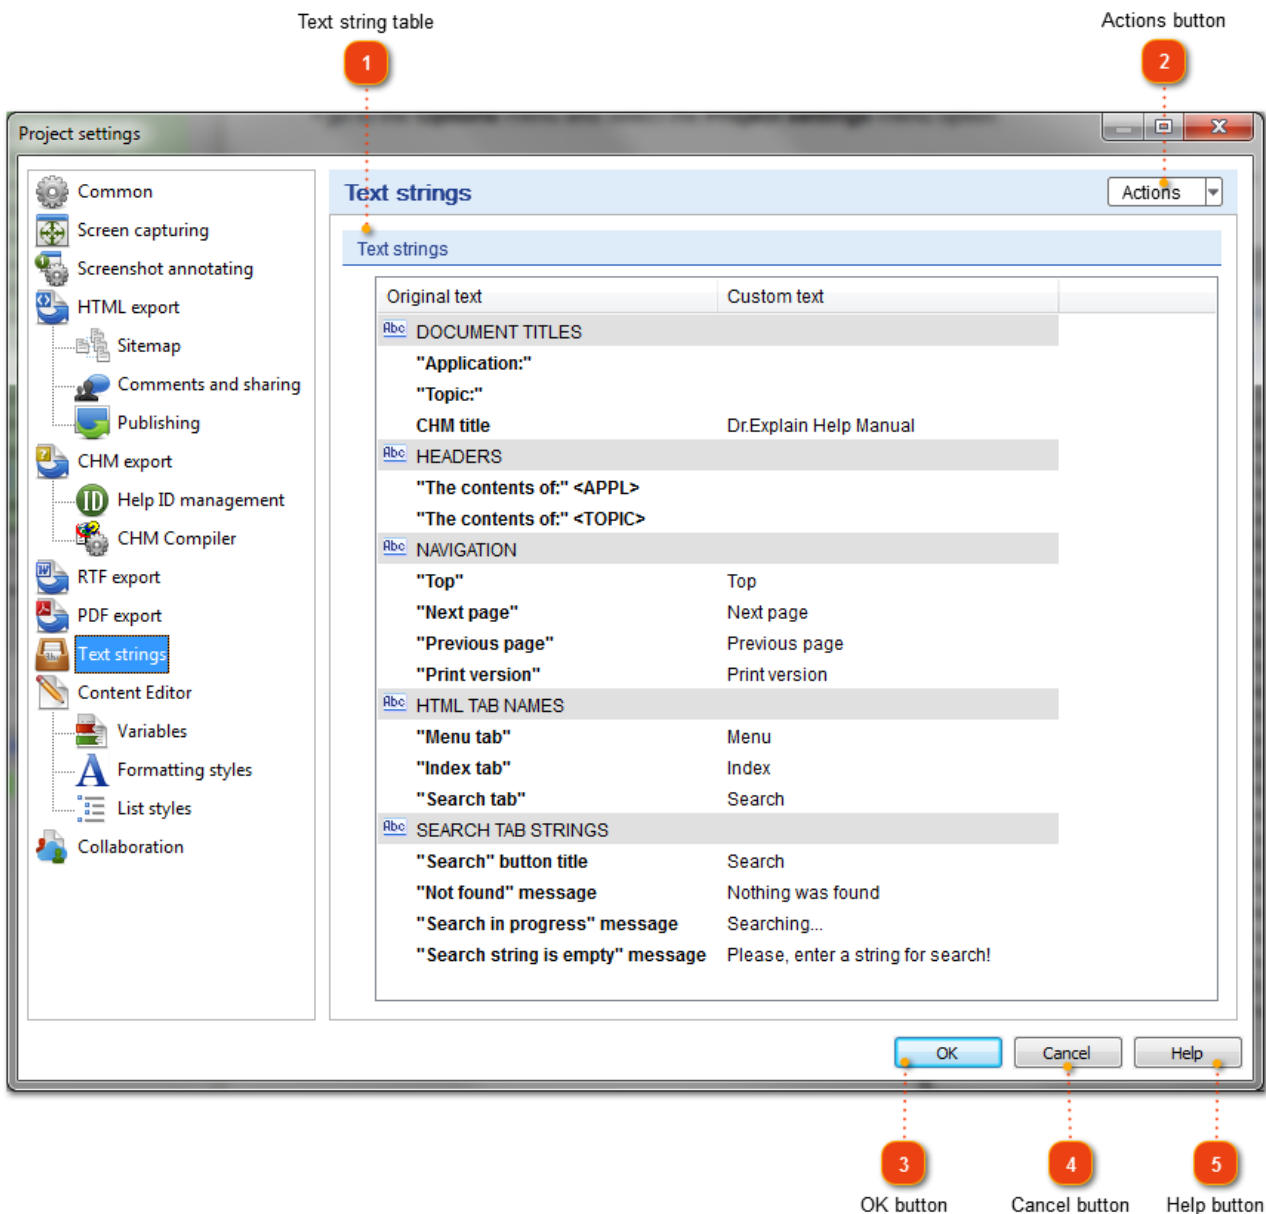 Text string table
Actions button
1
2
Project settings
Common
Screen capturing
Screenshot annotating
HTML export
Sitemap
Comments and sharing
Publishing
CHM export
Help ID management
CHM Compiler
RTF export
PDF export
Text strings
Content Editor
Variables
Formatting styles
List styles
Collaboration
Text strings
Actions
Text strings
Original text Custom text
Abc DOCUMENT TITLES
"Application:"
"Topic:"
CHM title Dr.Explain Help Manual
Abc HEADERS
"The contents of:" <APPL>
"The contents of:" <TOPIC>
Abc NAVIGATION
"Top" Top
"Next page" Next page
"Previous page" Previous page
"Print version" Print version
Abc HTML TAB NAMES
"Menu tab" Menu
"Index tab" Index
"Search tab" Search
Abc SEARCH TAB STRINGS
"Search" button title Search
"Not found" message Nothing was found
"Search in progress" message Searching...
"Search string is empty" message Please, enter a string for search!
OK Cancel Help
3 4 5
OK button Cancel button Help button